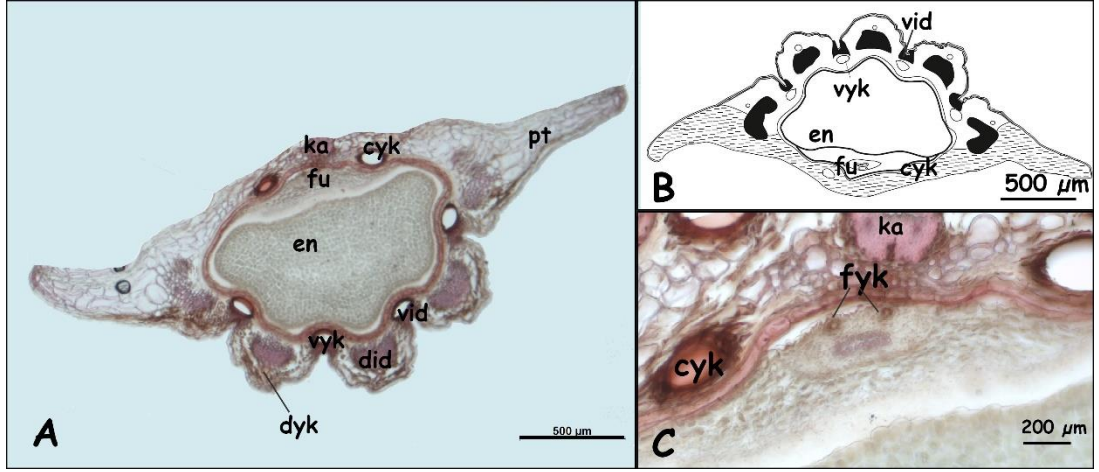 ka
cyk
pt
fu
en
vid
vyk
did
dyk
A
500 µm
vid
vyk
en
fu
cyk
B
500 µm
ka
fyk
cyk
C
200 µm